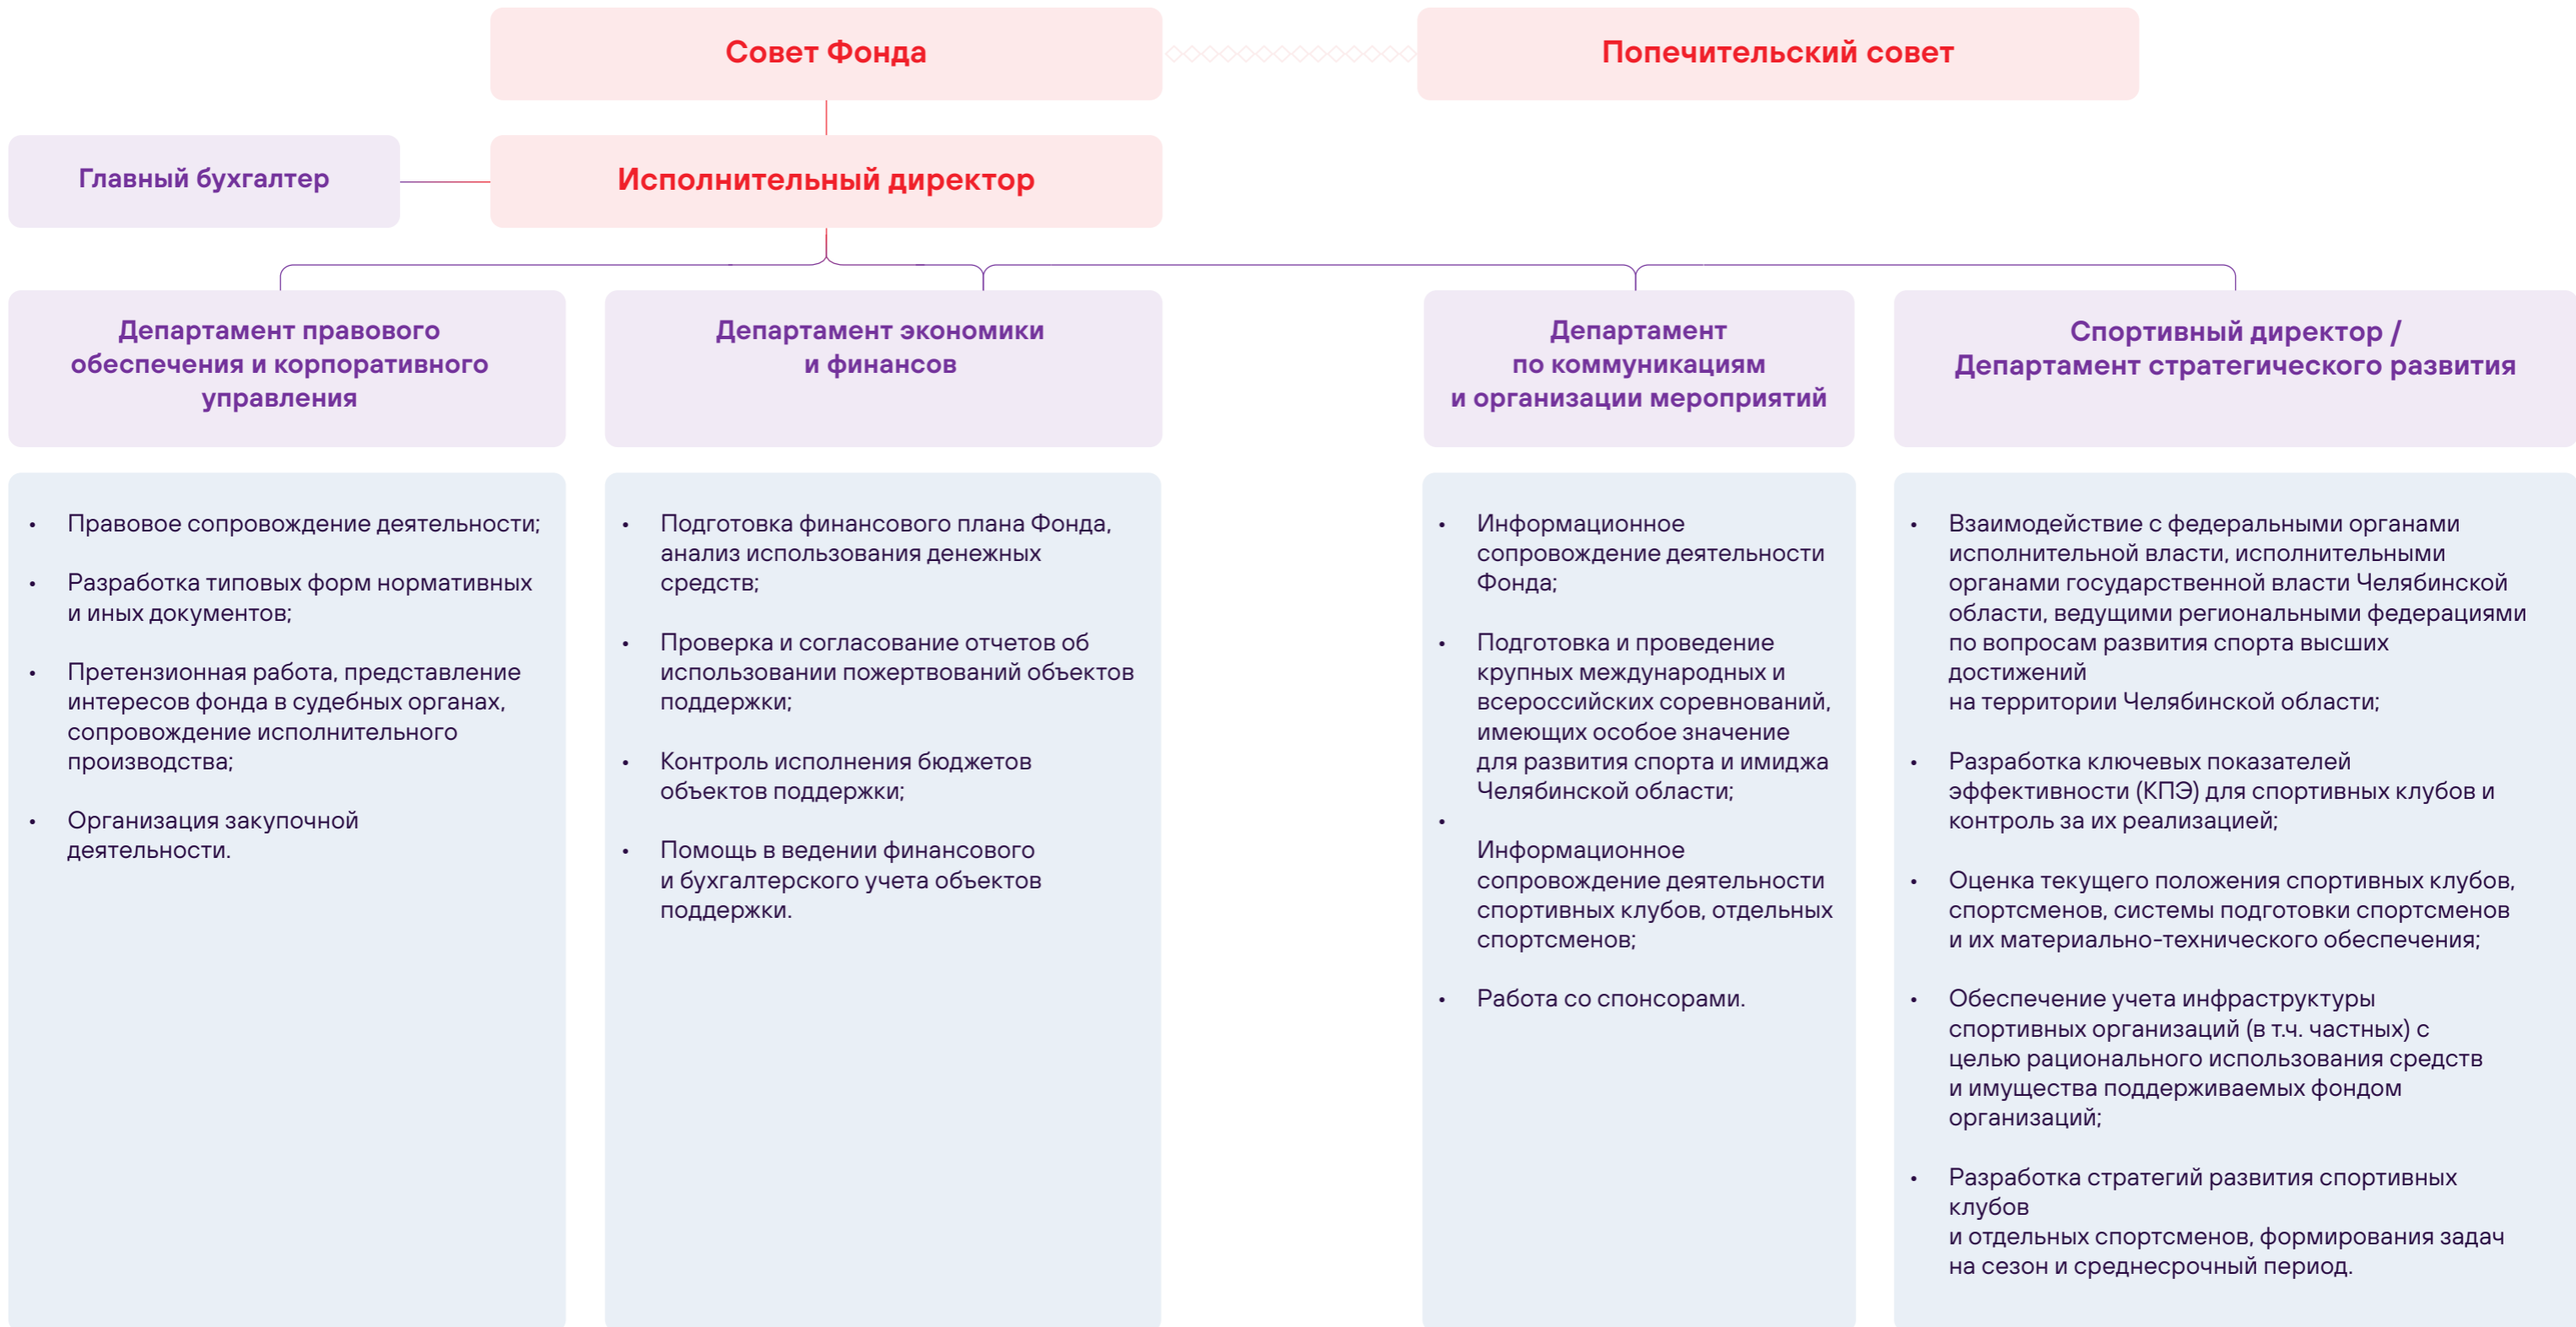 Совет Фонда
Попечительский совет
Главный бухгалтер
Исполнительный директор
Департамент правового
обеспечения и корпоративного
управления
Департамент экономики
и финансов
Департамент
по коммуникациям
и организации мероприятий
Спортивный директор /
Департамент стратегического развития
• Правовое сопровождение деятельности;
• Разработка типовых форм нормативных
и иных документов;
• Претензионная работа, представление
интересов фонда в судебных органах,
сопровождение исполнительного
производства;
• Организация закупочной
деятельности.
• Подготовка финансового плана Фонда,
анализ использования денежных
средств;
• Проверка и согласование отчетов об
использовании пожертвований объектов
поддержки;
• Контроль исполнения бюджетов
объектов поддержки;
• Помощь в ведении финансового
и бухгалтерского учета объектов
поддержки.
• Информационное
сопровождение деятельности
Фонда;
• Подготовка и проведение
крупных международных и
всероссийских соревнований,
имеющих особое значение
для развития спорта и имиджа
Челябинской области;
•
Информационное
сопровождение деятельности
спортивных клубов, отдельных
спортсменов;
• Работа со спонсорами.
• Взаимодействие с федеральными органами
исполнительной власти, исполнительными
органами государственной власти Челябинской
области, ведущими региональными федерациями
по вопросам развития спорта высших
достижений
на территории Челябинской области;
• Разработка ключевых показателей
эффективности (КПЭ) для спортивных клубов и
контроль за их реализацией;
• Оценка текущего положения спортивных клубов,
спортсменов, системы подготовки спортсменов
и их материально-технического обеспечения;
• Обеспечение учета инфраструктуры
спортивных организаций (в т.ч. частных) с
целью рационального использования средств
и имущества поддерживаемых фондом
организаций;
• Разработка стратегий развития спортивных
клубов
и отдельных спортсменов, формирования задач
на сезон и среднесрочный период.